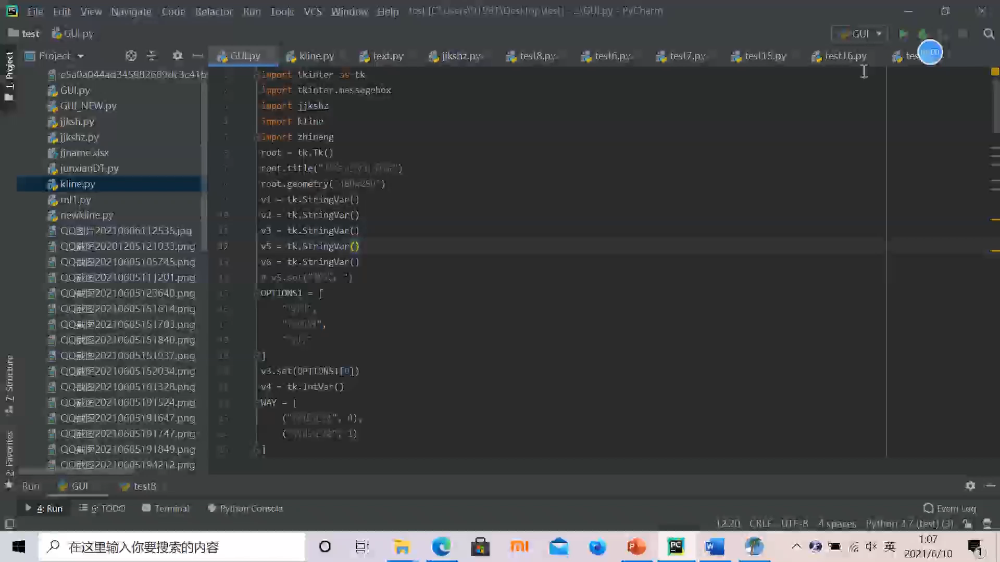 File Edit View Navigate Code Refactor Run Tools VCS Window Help GUI.py - PyCharm
test GUI.py
GUI
Project
GUI.py kline.py text.py jjkshz.py test8.py test6.py test7.py test15.py test16.py
1: Project
7: Structure
2: Favorites
GUI.py
GUI_NEW.py
jjksh.py
jjkshz.py
jjname.xlsx
junxianDT.py
kline.py
ml1.py
newkline.py
QQ图片20210606112535.jpg
QQ截图20201205121033.png
QQ截图20210605105745.png
QQ截图20210605111201.png
QQ截图20210605123640.png
QQ截图20210605151614.png
QQ截图20210605151703.png
QQ截图20210605151840.png
QQ截图20210605151937.png
QQ截图20210605152034.png
QQ截图20210605161328.png
QQ截图20210605191524.png
QQ截图20210605191647.png
QQ截图20210605191747.png
QQ截图20210605191849.png
QQ截图20210605194212.png
import tkinter as tk
import tkinter.messagebox
import jjkshz
import kline
import zhineng
root = tk.Tk()
root.title("
root.geometry(
v1 = tk.StringVar()
v2 = tk.StringVar()
v3 = tk.StringVar()
12 v5 = tk.StringVar()
v6 = tk.StringVar()
# v5.set("
OPTIONS1 = [
]
v3.set(OPTIONS1[0])
v4 = tk.IntVar()
WAY = [
", 0),
", 1)
]
Run GUI test8
4: Run 6: TODO Terminal Python Console Event Log
12:20 CRLF UTF-8 4 spaces Python 3.7 (test) (3)
在这里输入你要搜索的内容
英
1:07
2021/6/10